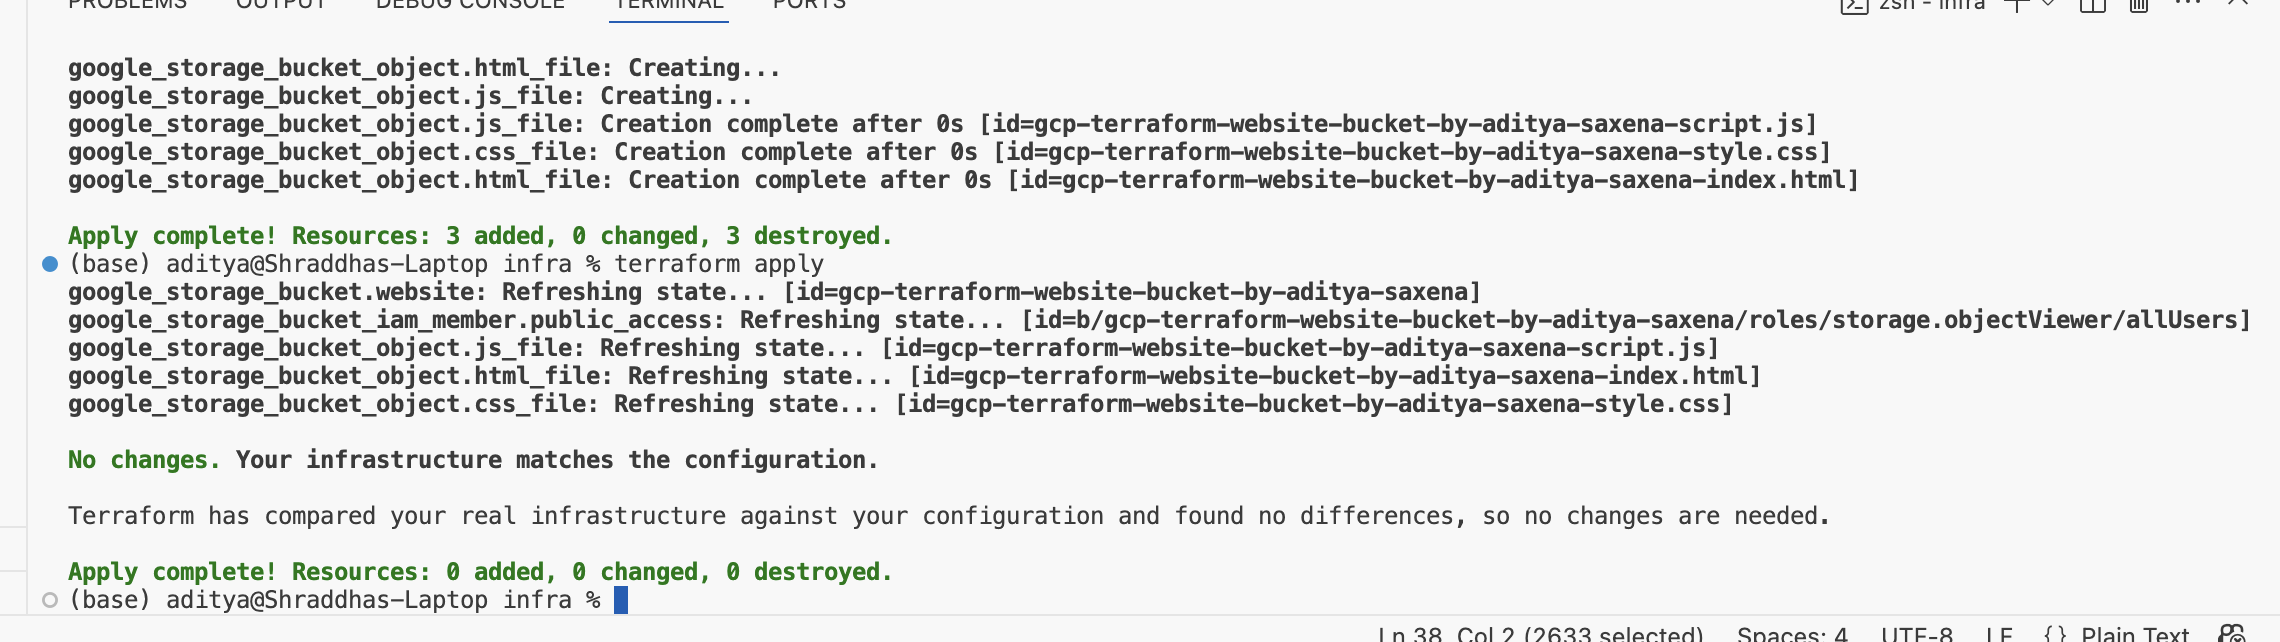 PROBLEMS OUTPUT DEBUG CONSOLE TERMINAL PORTS zsh - infra
google_storage_bucket_object.html_file: Creating...
google_storage_bucket_object.js_file: Creating...
google_storage_bucket_object.js_file: Creation complete after 0s [id=gcp-terraform-website-bucket-by-aditya-saxena-script.js]
google_storage_bucket_object.css_file: Creation complete after 0s [id=gcp-terraform-website-bucket-by-aditya-saxena-style.css]
google_storage_bucket_object.html_file: Creation complete after 0s [id=gcp-terraform-website-bucket-by-aditya-saxena-index.html]
Apply complete! Resources: 3 added, 0 changed, 3 destroyed.
(base) aditya@Shraddhas-Laptop infra % terraform apply
google_storage_bucket.website: Refreshing state... [id=gcp-terraform-website-bucket-by-aditya-saxena]
google_storage_bucket_iam_member.public_access: Refreshing state... [id=b/gcp-terraform-website-bucket-by-aditya-saxena/roles/storage.objectViewer/allUsers]
google_storage_bucket_object.js_file: Refreshing state... [id=gcp-terraform-website-bucket-by-aditya-saxena-script.js]
google_storage_bucket_object.html_file: Refreshing state... [id=gcp-terraform-website-bucket-by-aditya-saxena-index.html]
google_storage_bucket_object.css_file: Refreshing state... [id=gcp-terraform-website-bucket-by-aditya-saxena-style.css]
No changes. Your infrastructure matches the configuration.
Terraform has compared your real infrastructure against your configuration and found no differences, so no changes are needed.
Apply complete! Resources: 0 added, 0 changed, 0 destroyed.
(base) aditya@Shraddhas-Laptop infra %
Ln 38, Col 2 (2633 selected) Spaces: 4 UTF-8 LF {} Plain Text